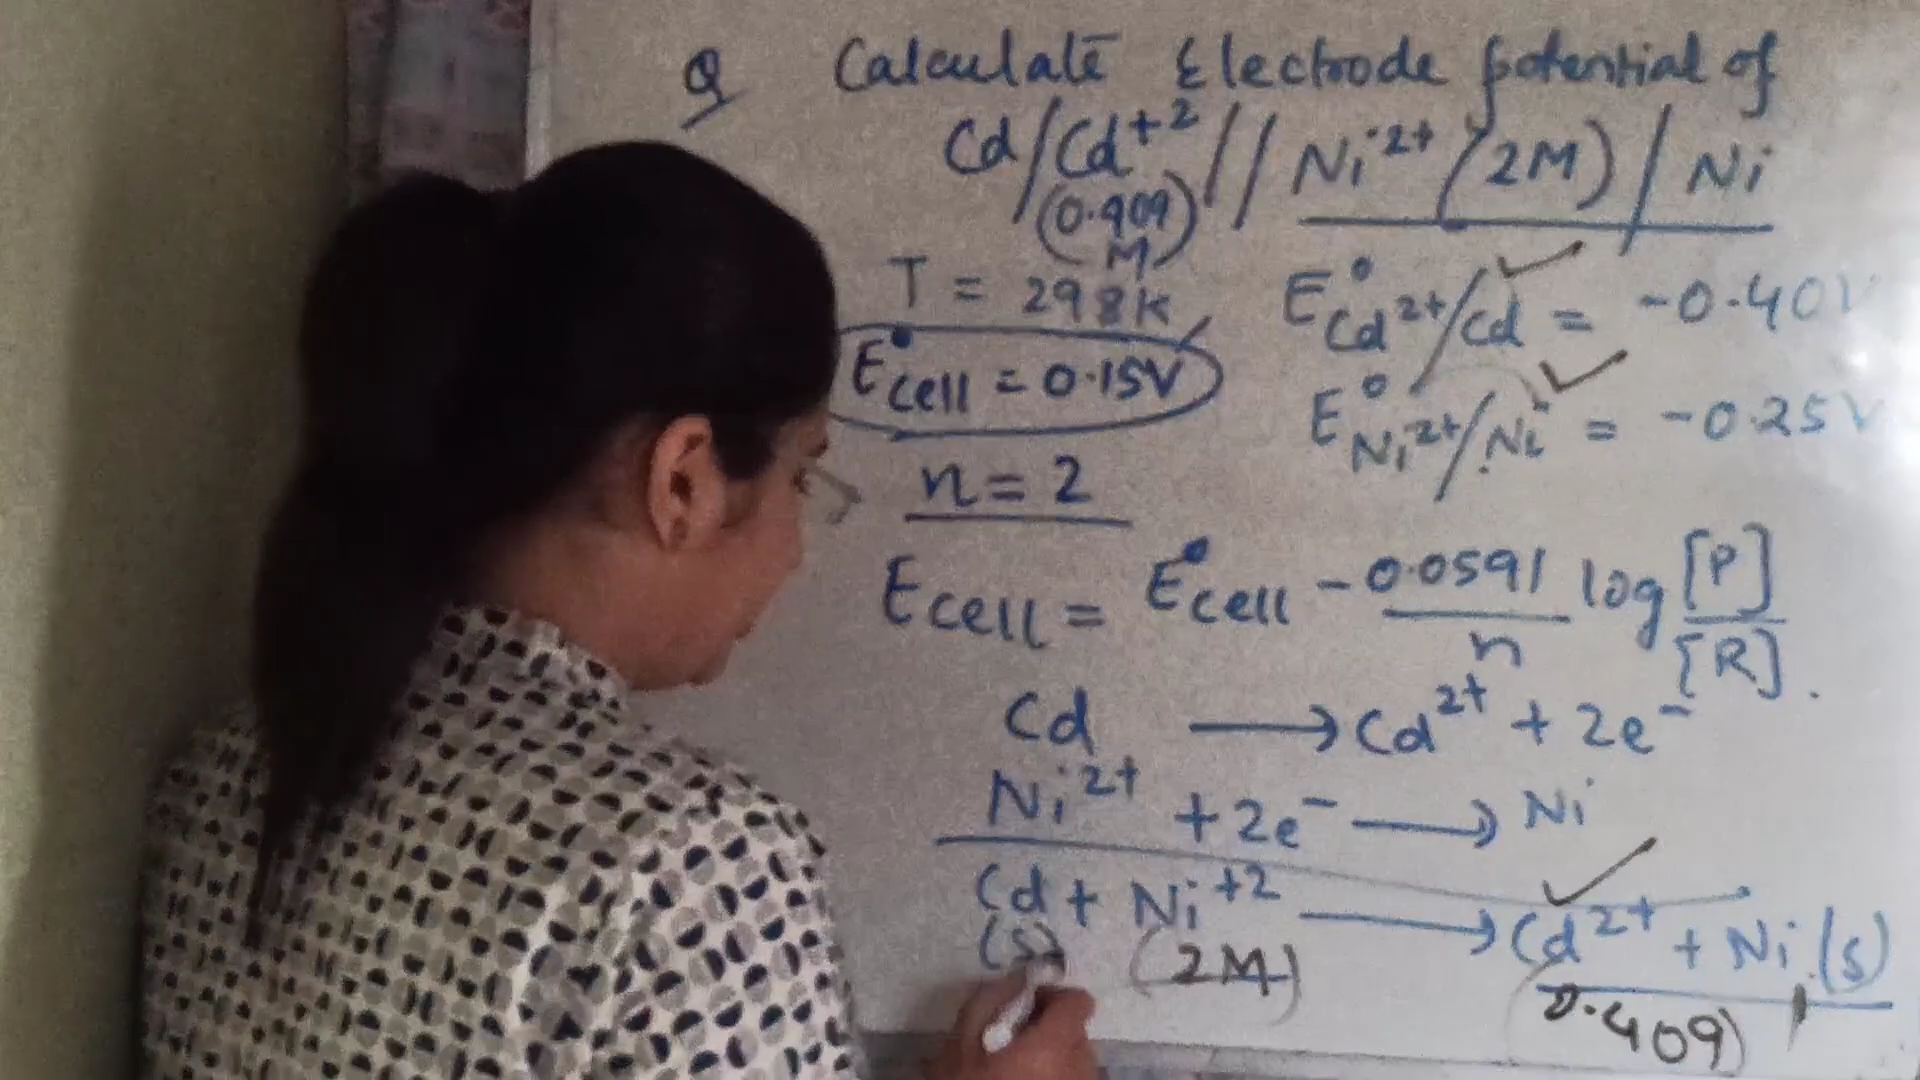 Q Calculate Electrode potential of
Cd/Cd+2//Ni2+(2M)/Ni
(0.409
M)
T = 298K
E°Cd2+/Cd = -0.40V
E°cell = 0.15V
E°Ni2+/Ni = -0.25V
n = 2
Ecell = E°cell - 0.0591/n log [P]/[R].
Cd → Cd2+ + 2e-
Ni2+ + 2e- → Ni
Cd + Ni+2 → Cd2+ + Ni(s)
(s) (2M) 0.409)